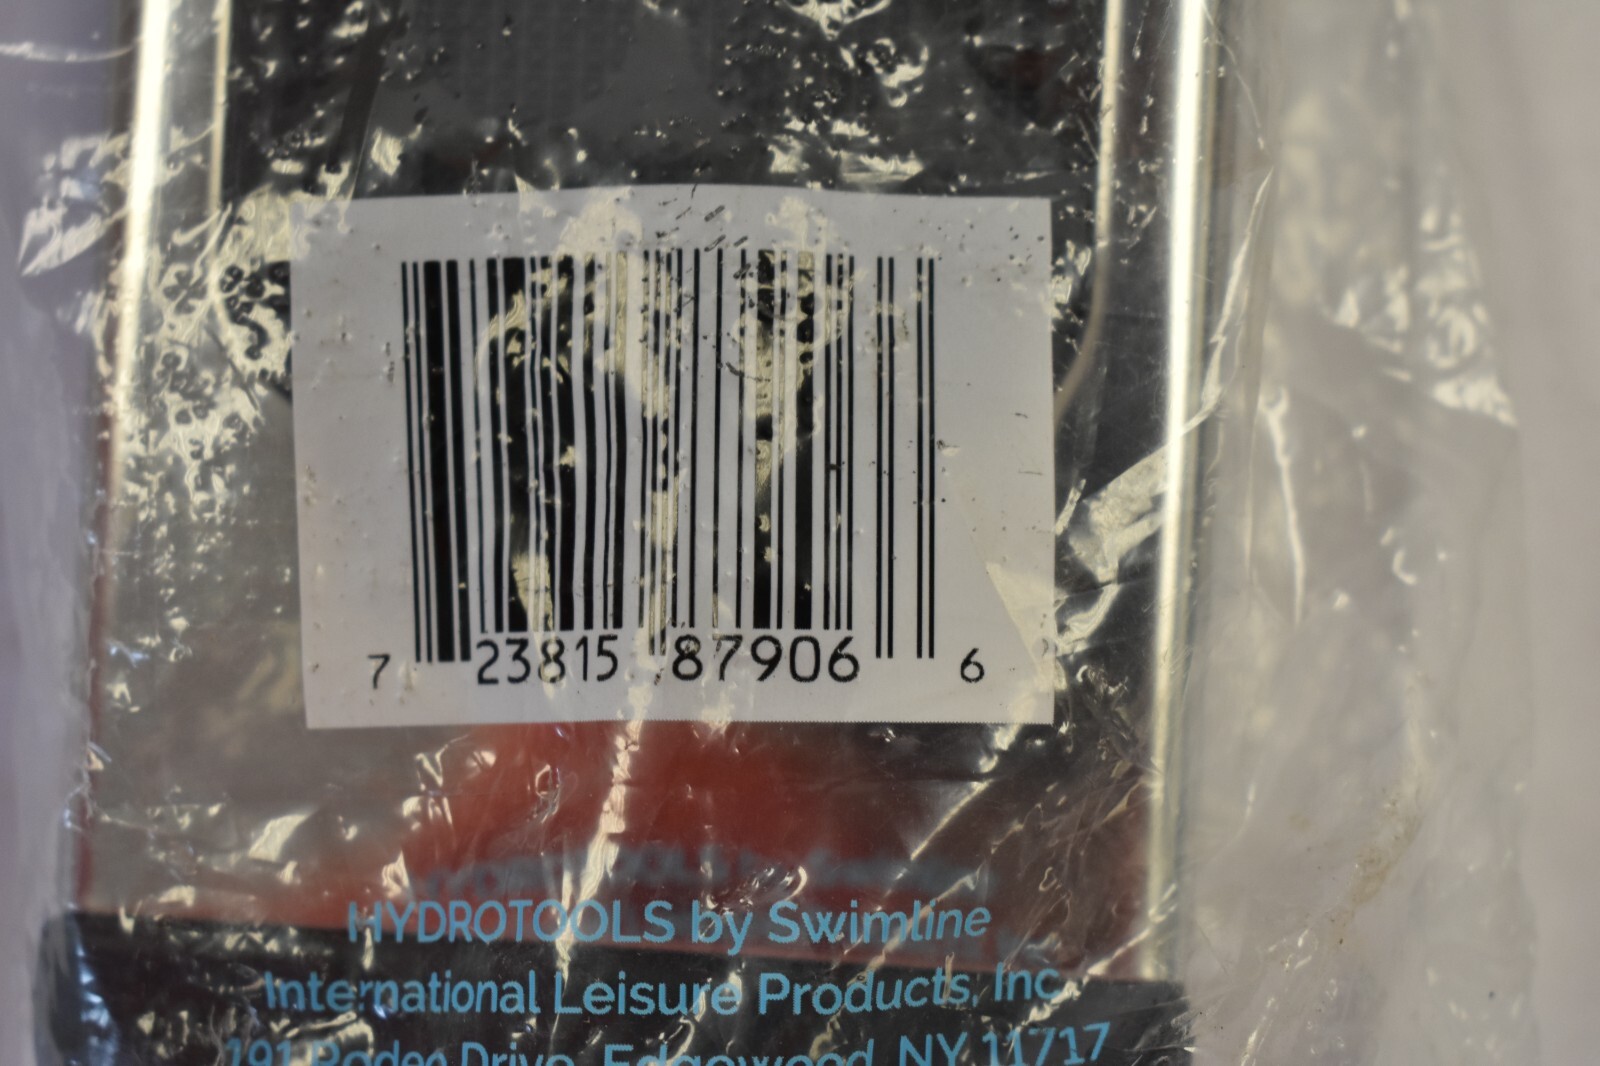 7 23815 87906 6
HYDROTOOLS by Swimline
International Leisure Products, Inc
191 Rodeo Drive, Edgewood, NY 11717